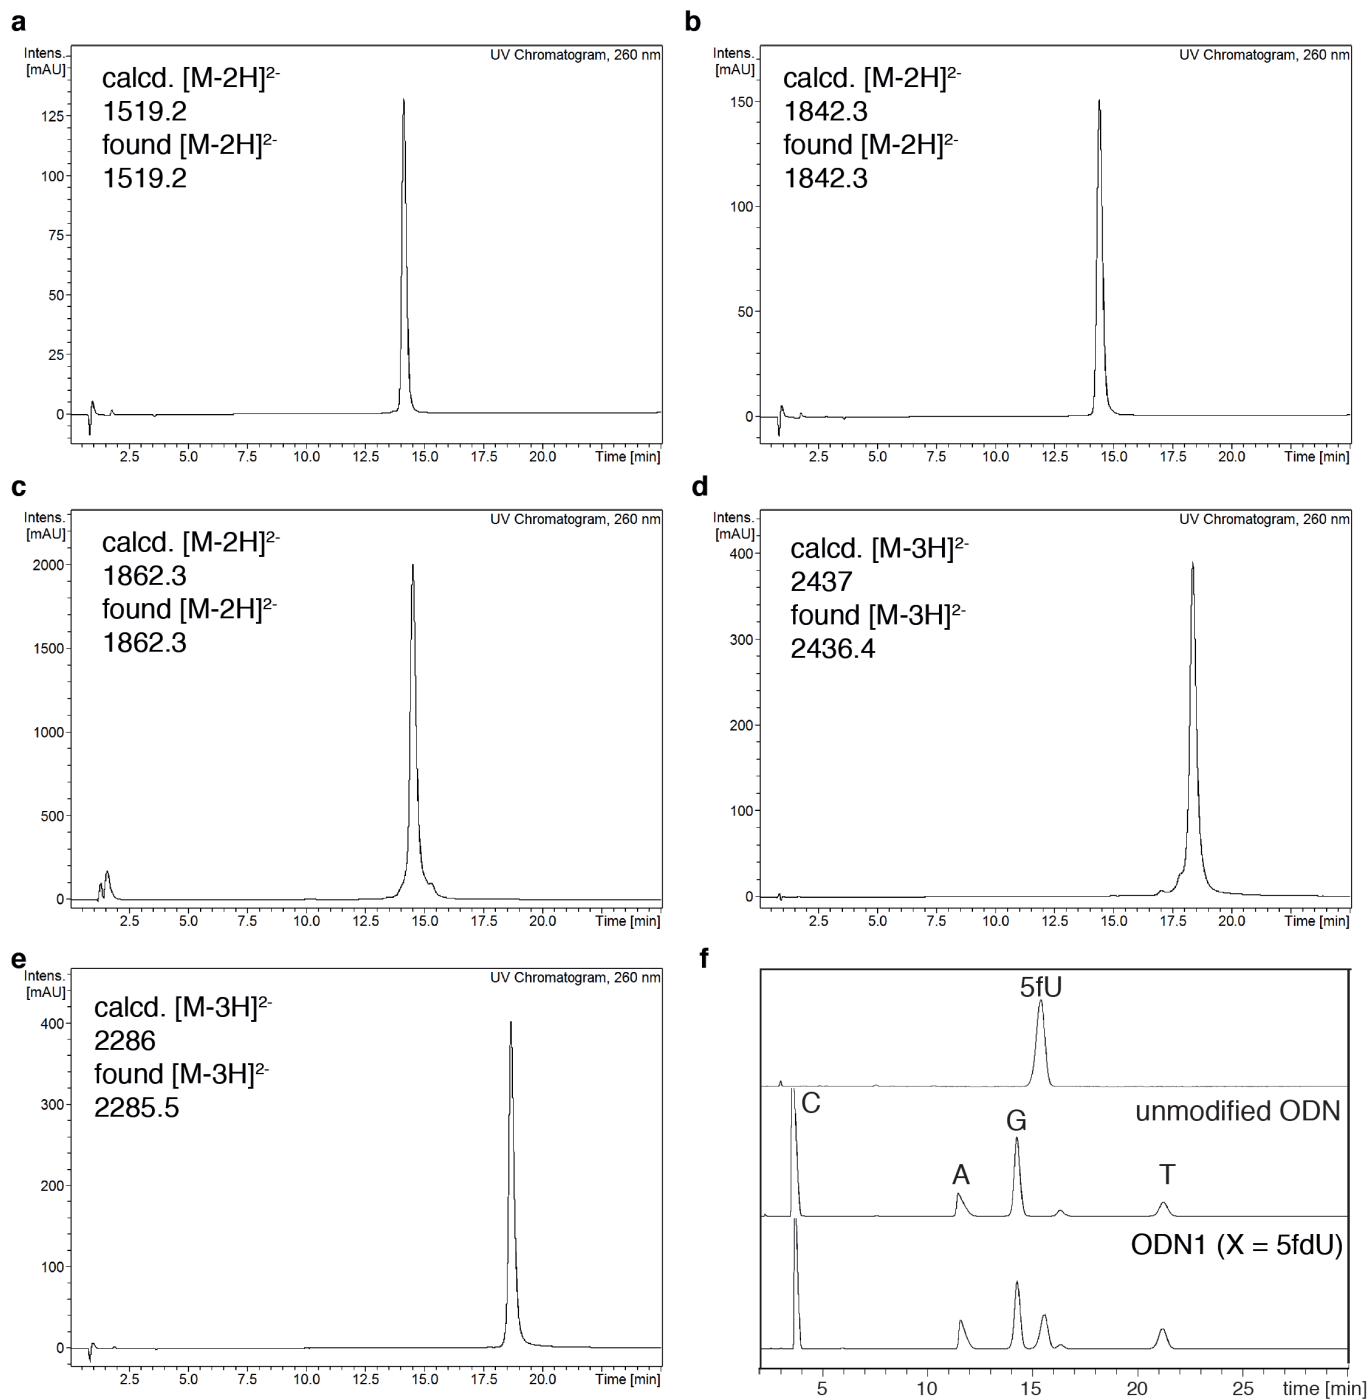 a
Intens.
[mAU]
UV Chromatogram, 260 nm
calcd. [M-2H]²⁻
1519.2
found [M-2H]²⁻
1519.2
125
100
75
50
25
0
2.5 5.0 7.5 10.0 12.5 15.0 17.5 20.0 Time [min]
b
Intens.
[mAU]
UV Chromatogram, 260 nm
calcd. [M-2H]²⁻
1842.3
found [M-2H]²⁻
1842.3
150
100
50
0
2.5 5.0 7.5 10.0 12.5 15.0 17.5 20.0 Time [min]
c
Intens.
[mAU]
UV Chromatogram, 260 nm
calcd. [M-2H]²⁻
1862.3
found [M-2H]²⁻
1862.3
2000
1500
1000
500
0
2.5 5.0 7.5 10.0 12.5 15.0 17.5 20.0 Time [min]
d
Intens.
[mAU]
UV Chromatogram, 260 nm
calcd. [M-3H]²⁻
2437
found [M-3H]²⁻
2436.4
400
300
200
100
0
2.5 5.0 7.5 10.0 12.5 15.0 17.5 20.0 Time [min]
e
Intens.
[mAU]
UV Chromatogram, 260 nm
calcd. [M-3H]²⁻
2286
found [M-3H]²⁻
2285.5
400
300
200
100
0
2.5 5.0 7.5 10.0 12.5 15.0 17.5 20.0 Time [min]
f
5fU
C
unmodified ODN
G
A
T
ODN1 (X = 5fdU)
5 10 15 20 25 time [min]